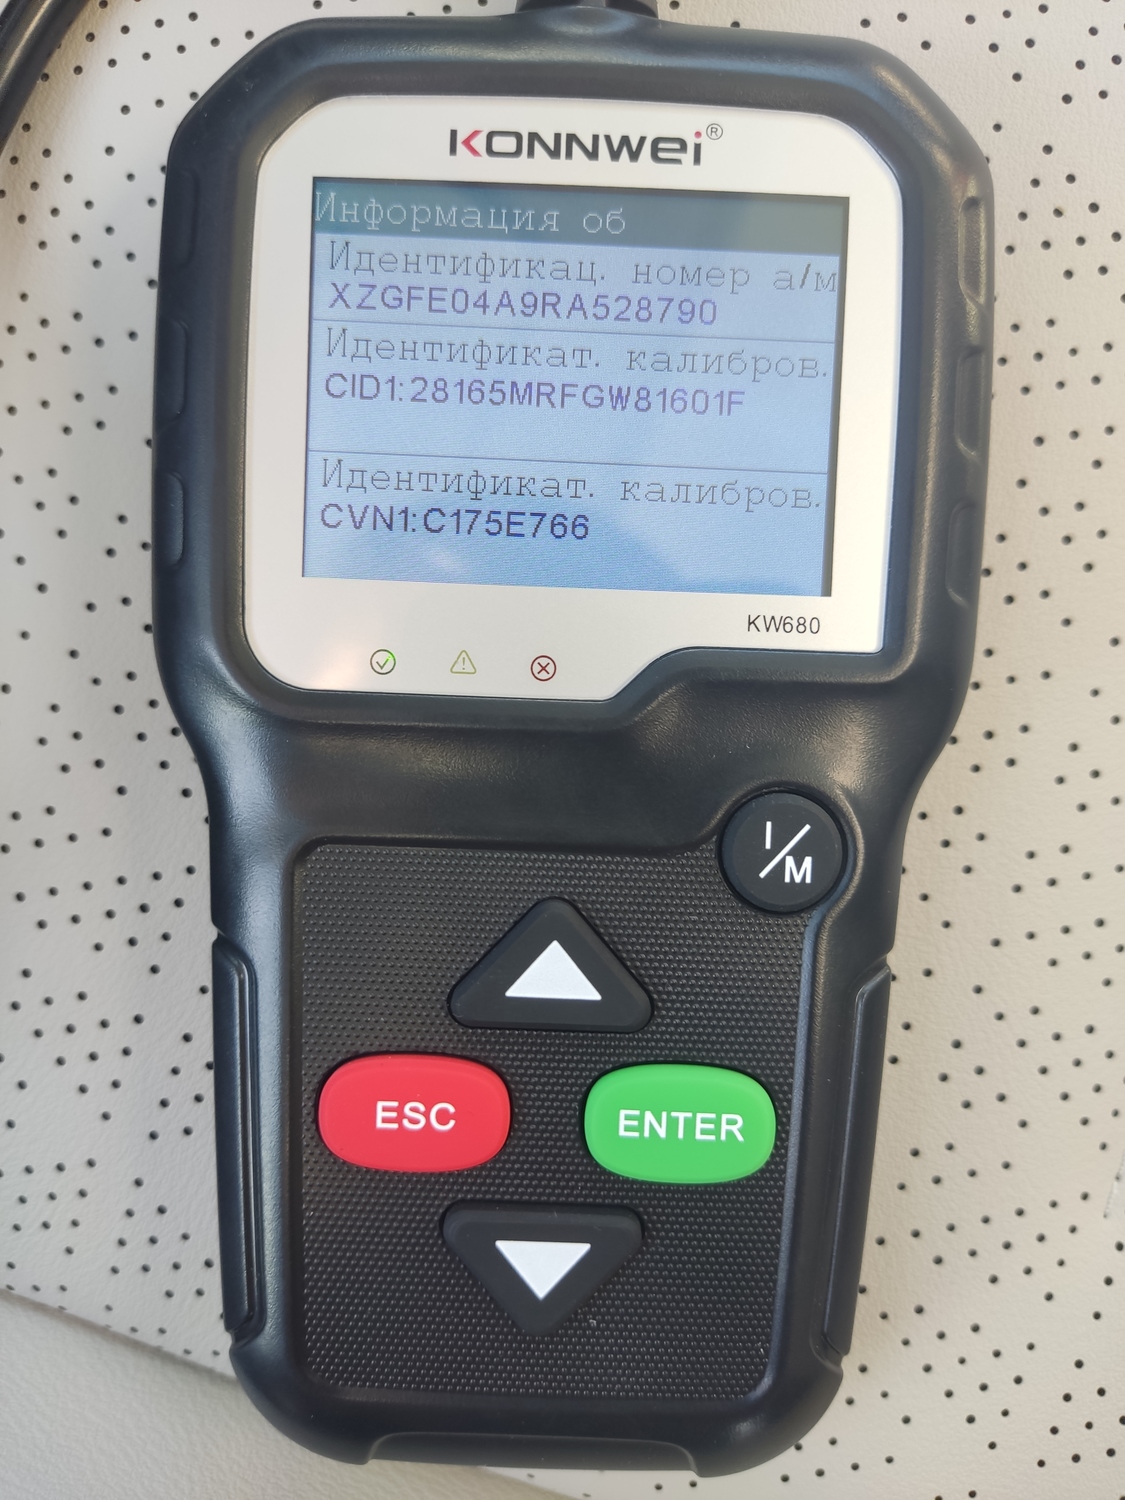 KONNWEI®
Информация об
Идентификац. номер а/м
XZGFE04A9RA528790
Идентификат. калибров.
CID1:28165MRFGW81601F
Идентификат. калибров.
CVN1:C175E766
KW680
I/M
ESC
ENTER